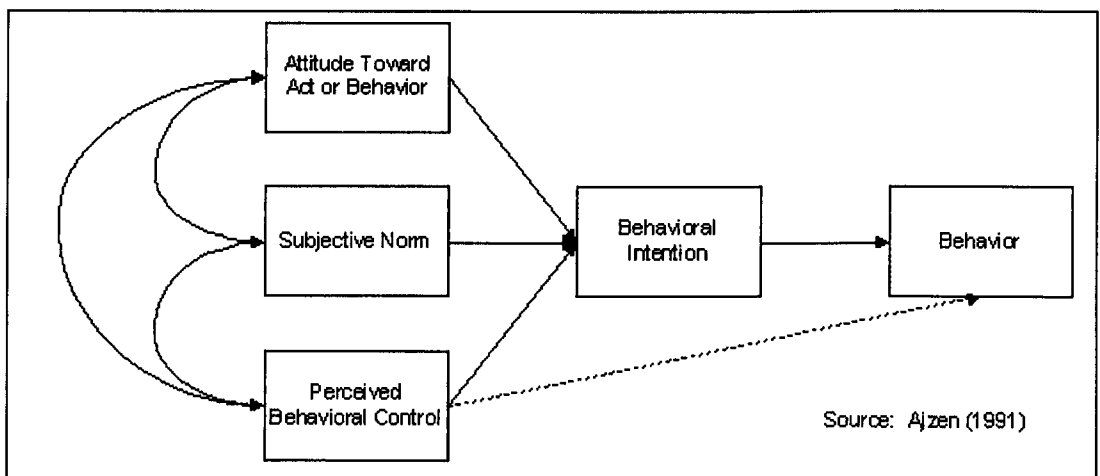 Attitude Toward
Act or Behavior
Subjective Norm
Behavioral
Intention
Behavior
Perceived
Behavioral Control
Source: Ajzen (1991)